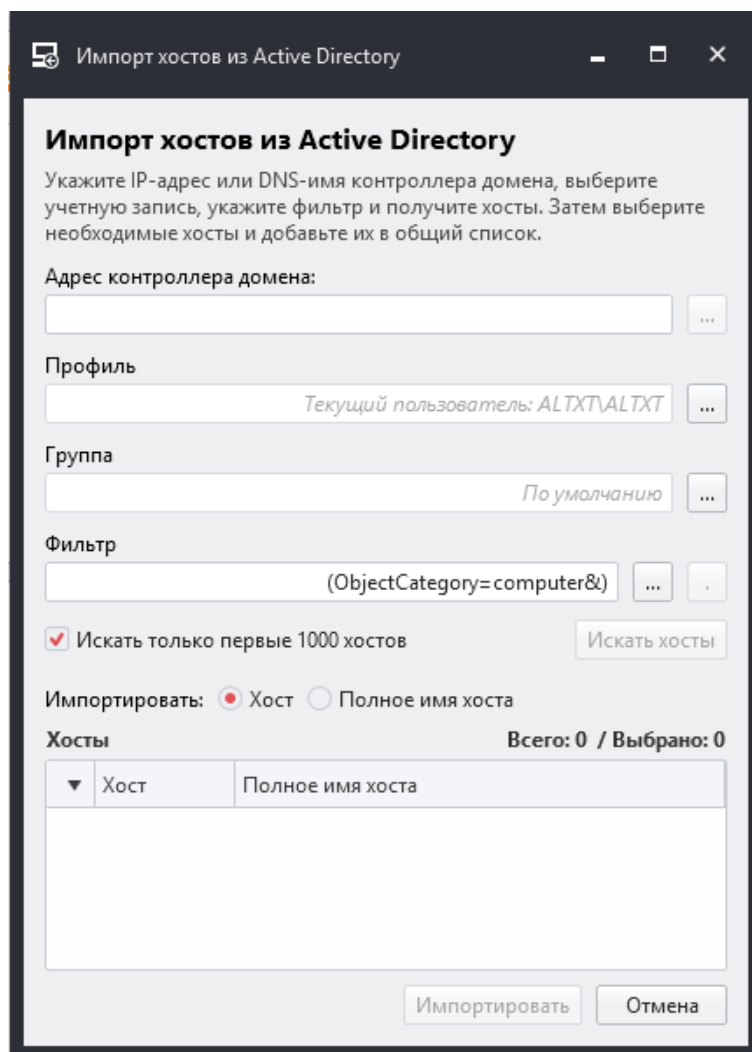 Импорт хостов из Active Directory
Импорт хостов из Active Directory
Укажите IP-адрес или DNS-имя контроллера домена, выберите
учетную запись, укажите фильтр и получите хосты. Затем выберите
необходимые хосты и добавьте их в общий список.
Адрес контроллера домена:
...
Профиль
Текущий пользователь: ALTXT\ALTXT ...
Группа
По умолчанию ...
Фильтр
(ObjectCategory=computer&) ... .
Искать только первые 1000 хостов Искать хосты
Импортировать: Хост Полное имя хоста
Хосты Всего: 0 / Выбрано: 0
Хост Полное имя хоста
Импортировать Отмена